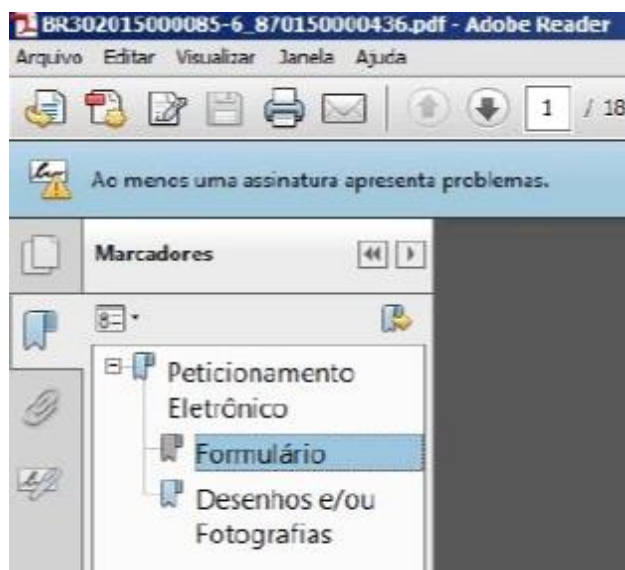 BR302015000085-6_870150000436.pdf - Adobe Reader
Arquivo Editar Visualizar Janela Ajuda
1 / 18
Ao menos uma assinatura apresenta problemas.
Marcadores
Peticionamento
Eletrônico
Formulário
Desenhos e/ou
Fotografias